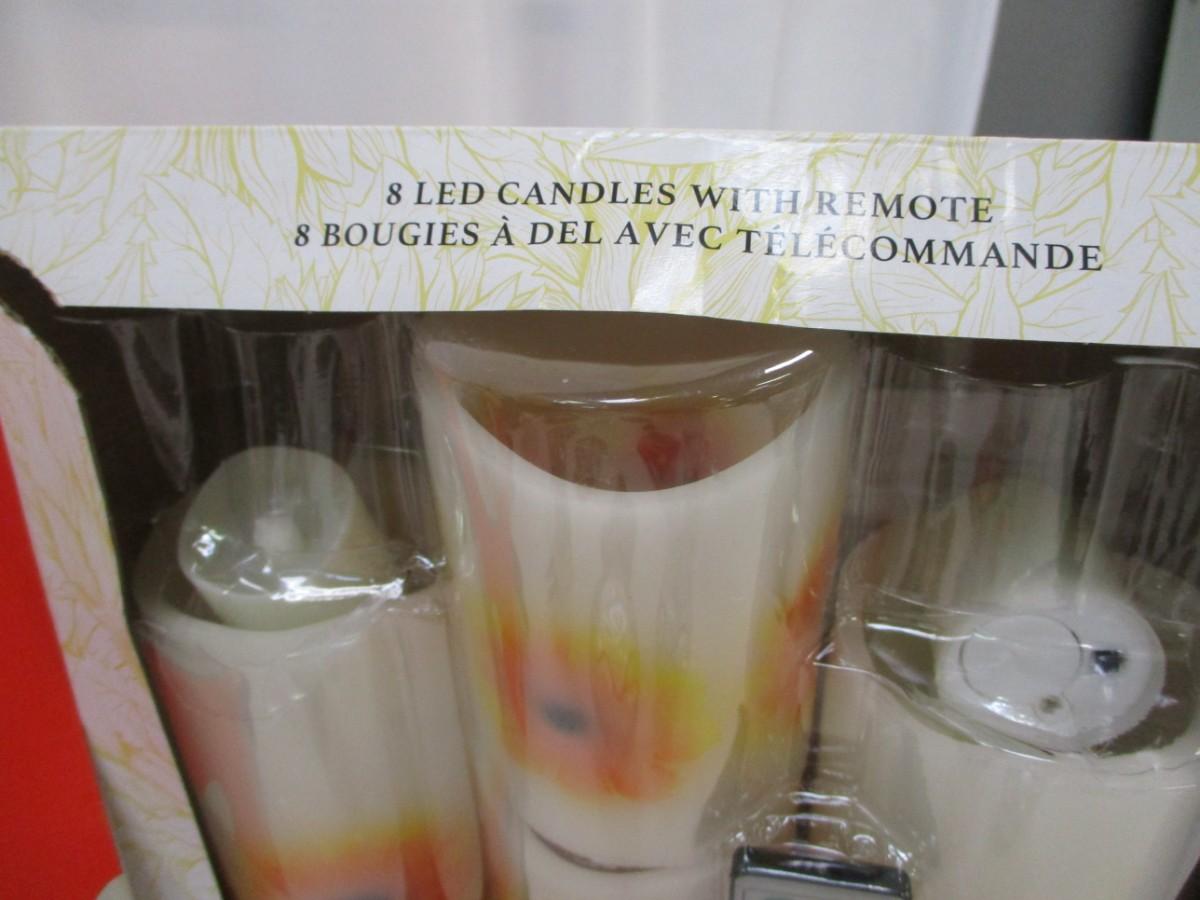 8 LED CANDLES WITH REMOTE
8 BOUGIES À DEL AVEC TÉLÉCOMMANDE